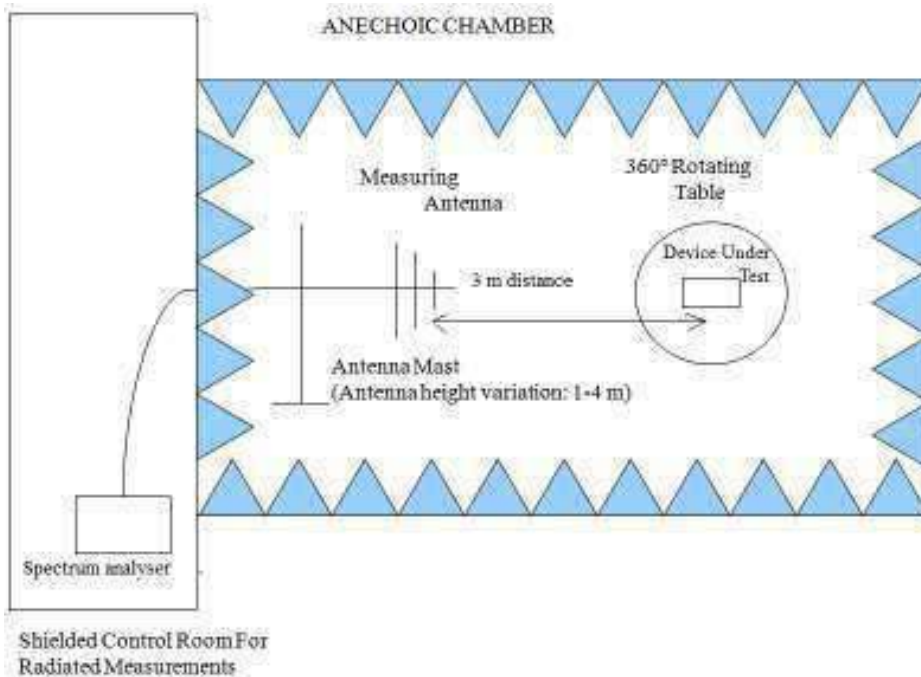 ANECHOIC CHAMBER
360° Rotating
Table
Measuring
Antenna
Device Under
Test
3 m distance
Antenna Mast
(Antenna height variation: 1-4 m)
Spectrum analyser
Shielded Control Room For
Radiated Measurements